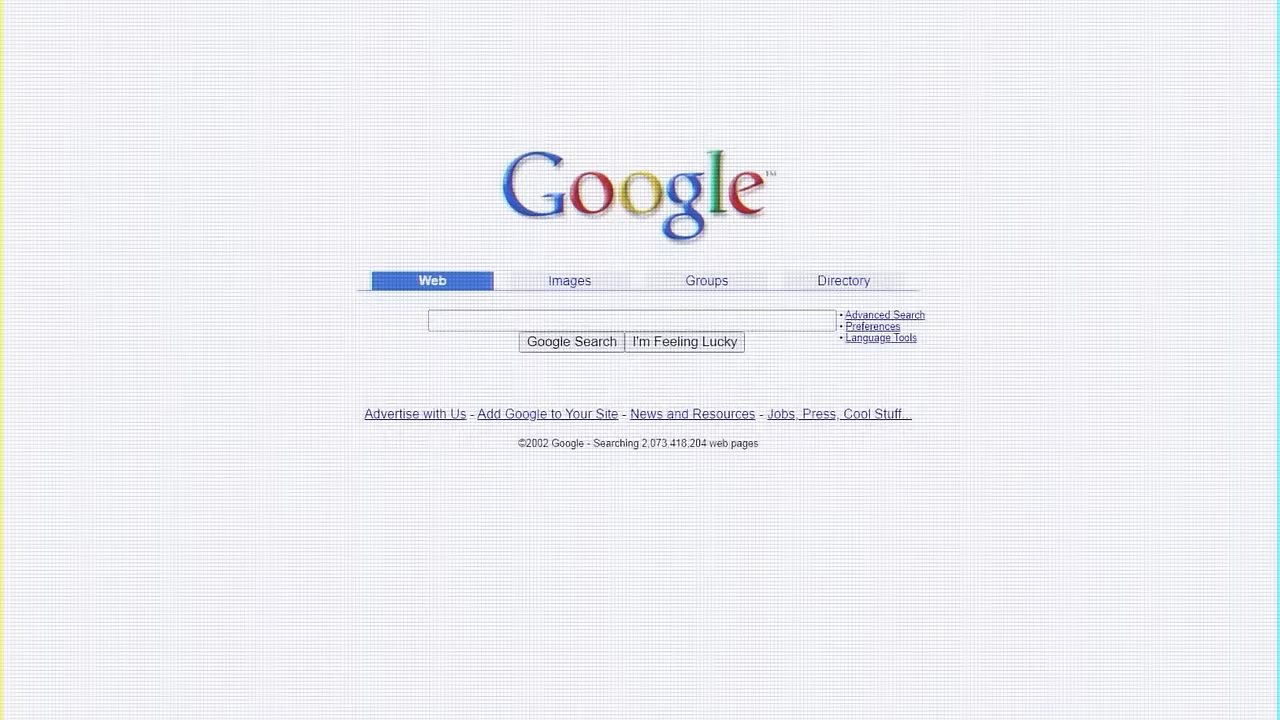 Google™
Web Images Groups Directory
• Advanced Search
• Preferences
• Language Tools
Google Search I'm Feeling Lucky
Advertise with Us - Add Google to Your Site - News and Resources - Jobs, Press, Cool Stuff...
©2002 Google - Searching 2,073,418,204 web pages